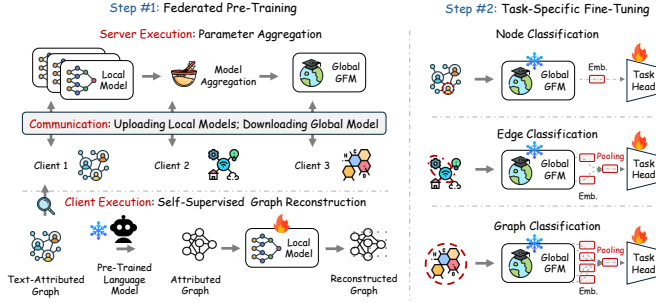 Step #1: Federated Pre-Training
Server Execution: Parameter Aggregation
Local
Model
Model
Aggregation
Global
GFM
Communication: Uploading Local Models; Downloading Global Model
Client 1
Client 2
Client 3
Client Execution: Self-Supervised Graph Reconstruction
Local
Model
Text-Attributed
Graph
Pre-Trained
Language
Model
Attributed
Graph
Reconstructed
Graph
Step #2: Task-Specific Fine-Tuning
Node Classification
Global
GFM
Emb.
Task
Head
Edge Classification
Global
GFM
Pooling
Emb.
Task
Head
Graph Classification
Global
GFM
Pooling
Emb.
Task
Head